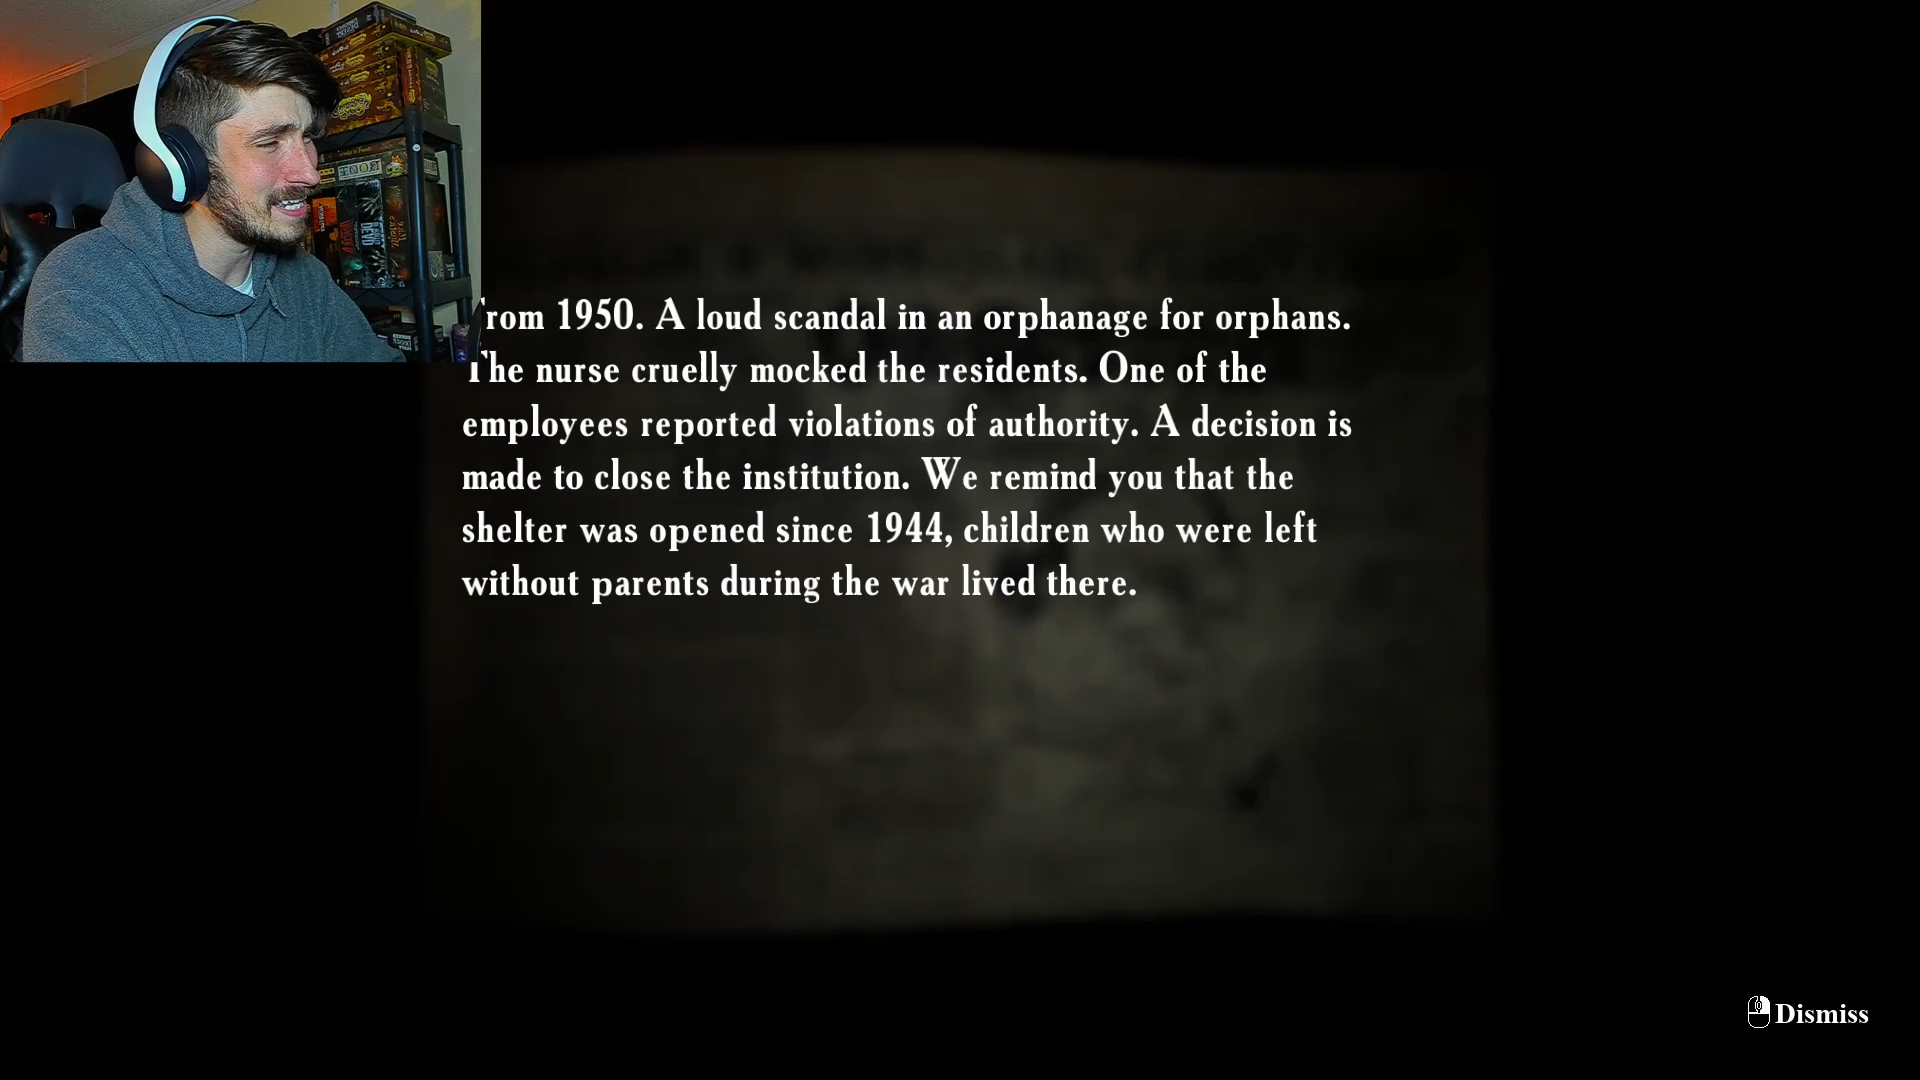 from 1950. A loud scandal in an orphanage for orphans.
The nurse cruelly mocked the residents. One of the
employees reported violations of authority. A decision is
made to close the institution. We remind you that the
shelter was opened since 1944, children who were left
without parents during the war lived there.
Dismiss